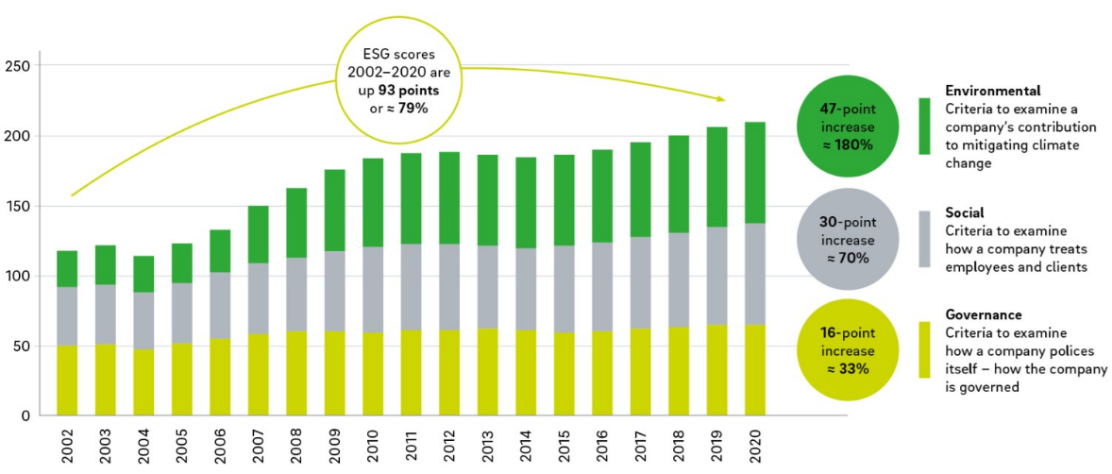 ESG scores
2002–2020 are
up 93 points
or ≈ 79%
250
200
150
100
50
0
2002
2003
2004
2005
2006
2007
2008
2009
2010
2011
2012
2013
2014
2015
2016
2017
2018
2019
2020
47-point
increase
≈ 180%
Environmental
Criteria to examine a
company's contribution
to mitigating climate
change
30-point
increase
≈ 70%
Social
Criteria to examine
how a company treats
employees and clients
16-point
increase
≈ 33%
Governance
Criteria to examine
how a company polices
itself – how the company
is governed